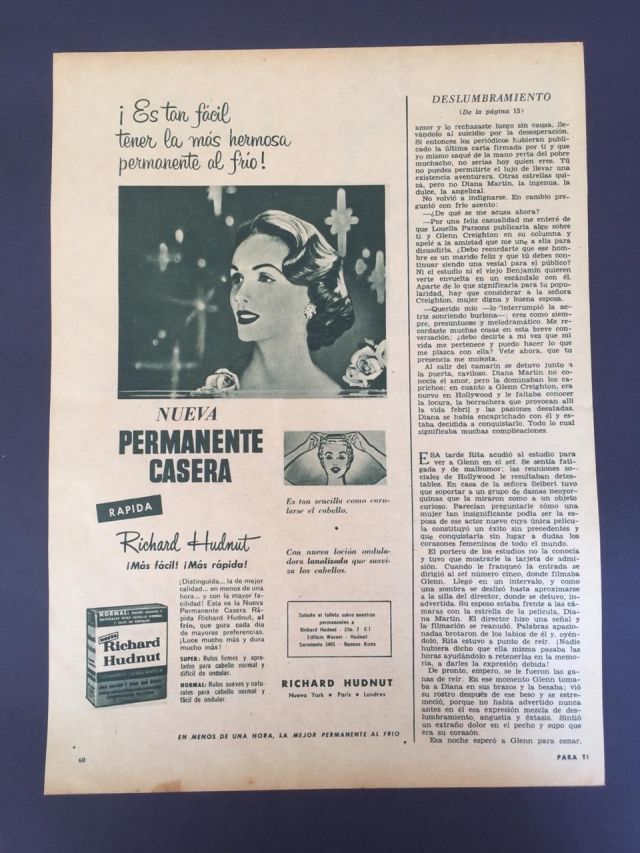 ¡Es tan fácil
tener la más hermosa
permanente al frío!
NUEVA
PERMANENTE
CASERA
RAPIDA
Richard Hudnut
¡Más fácil! ¡Más rápida!
Es tan sencilla como enru-
larse el cabello.
Con nueva loción ondula-
dora lanolizada que suavi-
za los cabellos.
¡Distinguida... la de mejor
calidad... en menos de una
hora... y con la mayor faci-
lidad! Esta es la Nueva
Permanente Casera Rá-
pida Richard Hudnut, al
frío, que goza cada día
de mayores preferencias.
¡Luce mucho más y dura
mucho más!
SUPER: Rulos firmes y apre-
tados para cabello normal y
difícil de ondular.
NORMAL: Rulos suaves y natu-
rales para cabello normal y
fácil de ondular.
NORMAL:
Richard
Hudnut
Solicite el folleto sobre nuestras
permanentes a
Richard Hudnut - Cta. 7 C1
Edificio Warner - Hudnut
Sarmiento 3401 - Buenos Aires
RICHARD HUDNUT
Nueva York • París • Londres
EN MENOS DE UNA HORA, LA MEJOR PERMANENTE AL FRIO
60
DESLUMBRAMIENTO
(De la página 15)
amor y lo rechazaste luego sin causa, lle-
vándolo al suicidio por la desesperación.
Si entonces los periódicos hubieran publi-
cado la última carta firmada por ti y que
yo mismo saqué de la mano yerta del pobre
muchacho, no serías hoy quien eres. Tú
no puedes permitirte el lujo de llevar una
existencia aventurera. Otras estrellas qui-
zá, pero no Diana Martin, la ingenua, la
dulce, la angelical.
No volvió a indignarse. En cambio pre-
guntó con frío acento:
—¿De qué se me acusa ahora?
—Por una feliz casualidad me enteré de
que Louella Parsons publicaría algo sobre
ti y Glenn Creighton en su columna y
apelé a la amistad que me une a ella para
disuadirla. ¿Debo recordarte que ese hom-
bre es un marido feliz y que tú debes con-
tinuar siendo una vestal para el público?
Ni el estudio ni el viejo Benjamín quieren
verte envuelta en un escándalo con él.
Aparte de lo que significaría para tu popu-
laridad, hay que considerar a la señora
Creighton, mujer digna y buena esposa.
—Querido mío —lo interrumpió la ac-
triz sonriendo burlona—; eres como siem-
pre, presuntuoso y melodramático. Me re-
cordaste muchas cosas en esta breve con-
versación; ¿debo decirte a mi vez que mi
vida me pertenece y puedo hacer lo que
me plazca con ella? Vete ahora, que tu
presencia me molesta.
Al salir del camarín se detuvo junto a
la puerta, caviloso. Diana Martin no co-
nocía el amor, pero la dominaban los ca-
prichos; en cuanto a Glenn Creighton, era
nuevo en Hollywood y le faltaba conocer
la locura, la borrachera que provocan allí
la vida febril y las pasiones desatadas.
Diana se había encaprichado con él y es-
taba decidida a conquistarlo. Todo lo cual
significaba muchas complicaciones.
ESA tarde Rita acudió al estudio para
ver a Glenn en el set. Se sentía fati-
gada y de malhumor; las reuniones so-
ciales de Hollywood le resultaban detes-
tables. En casa de la señora Seibert tuvo
que soportar a un grupo de damas neoyor-
quinas que la miraron como a un objeto
curioso. Parecían preguntarle cómo una
mujer tan insignificante podía ser la es-
posa de ese actor nuevo cuya única pelícu-
la constituyó un éxito sin precedentes y
que conquistaría sin lugar a dudas los
corazones femeninos de todo el mundo.
El portero de los estudios no la conocía
y tuvo que mostrarle la tarjeta de admi-
sión. Cuando le franqueó la entrada se
dirigió al set número cinco, donde filmaba
Glenn. Llegó en un intervalo, y como
una sombra se deslizó hasta aproximarse
a la silla del director, donde se detuvo, in-
advertida. Su esposo estaba frente a las cá-
maras con la estrella de la película, Dia-
na Martin. El director hizo una señal y
la filmación se reanudó. Palabras apasio-
nadas brotaron de los labios de él y, oyén-
dolo, Rita estuvo a punto de reír. ¡Nadie
hubiera dicho que ella misma pasaba las
horas ayudándolo a retenerlas en la memo-
ria, a darles la expresión debida!
De pronto, empero, se le fueron las ga-
nas de reír. En ese momento Glenn toma-
ba a Diana en sus brazos y la besaba; vió
su rostro después de ese beso y se estre-
meció, porque no había advertido nunca
antes en él esa expresión mezcla de des-
lumbramiento, angustia y éxtasis. Sintió
un extraño dolor en el pecho y supo que
era su corazón.
Esa noche esperó a Glenn para cenar.
PARA TI